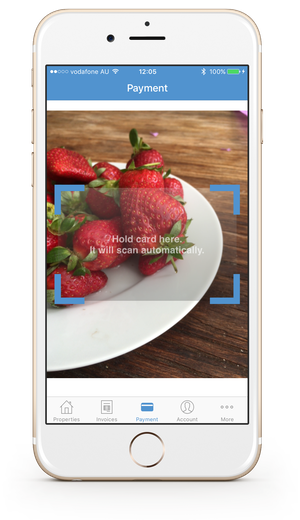 vodafone AU 12:05 100%
Payment
Hold card here.
It will scan automatically.
Properties Invoices Payment Account More